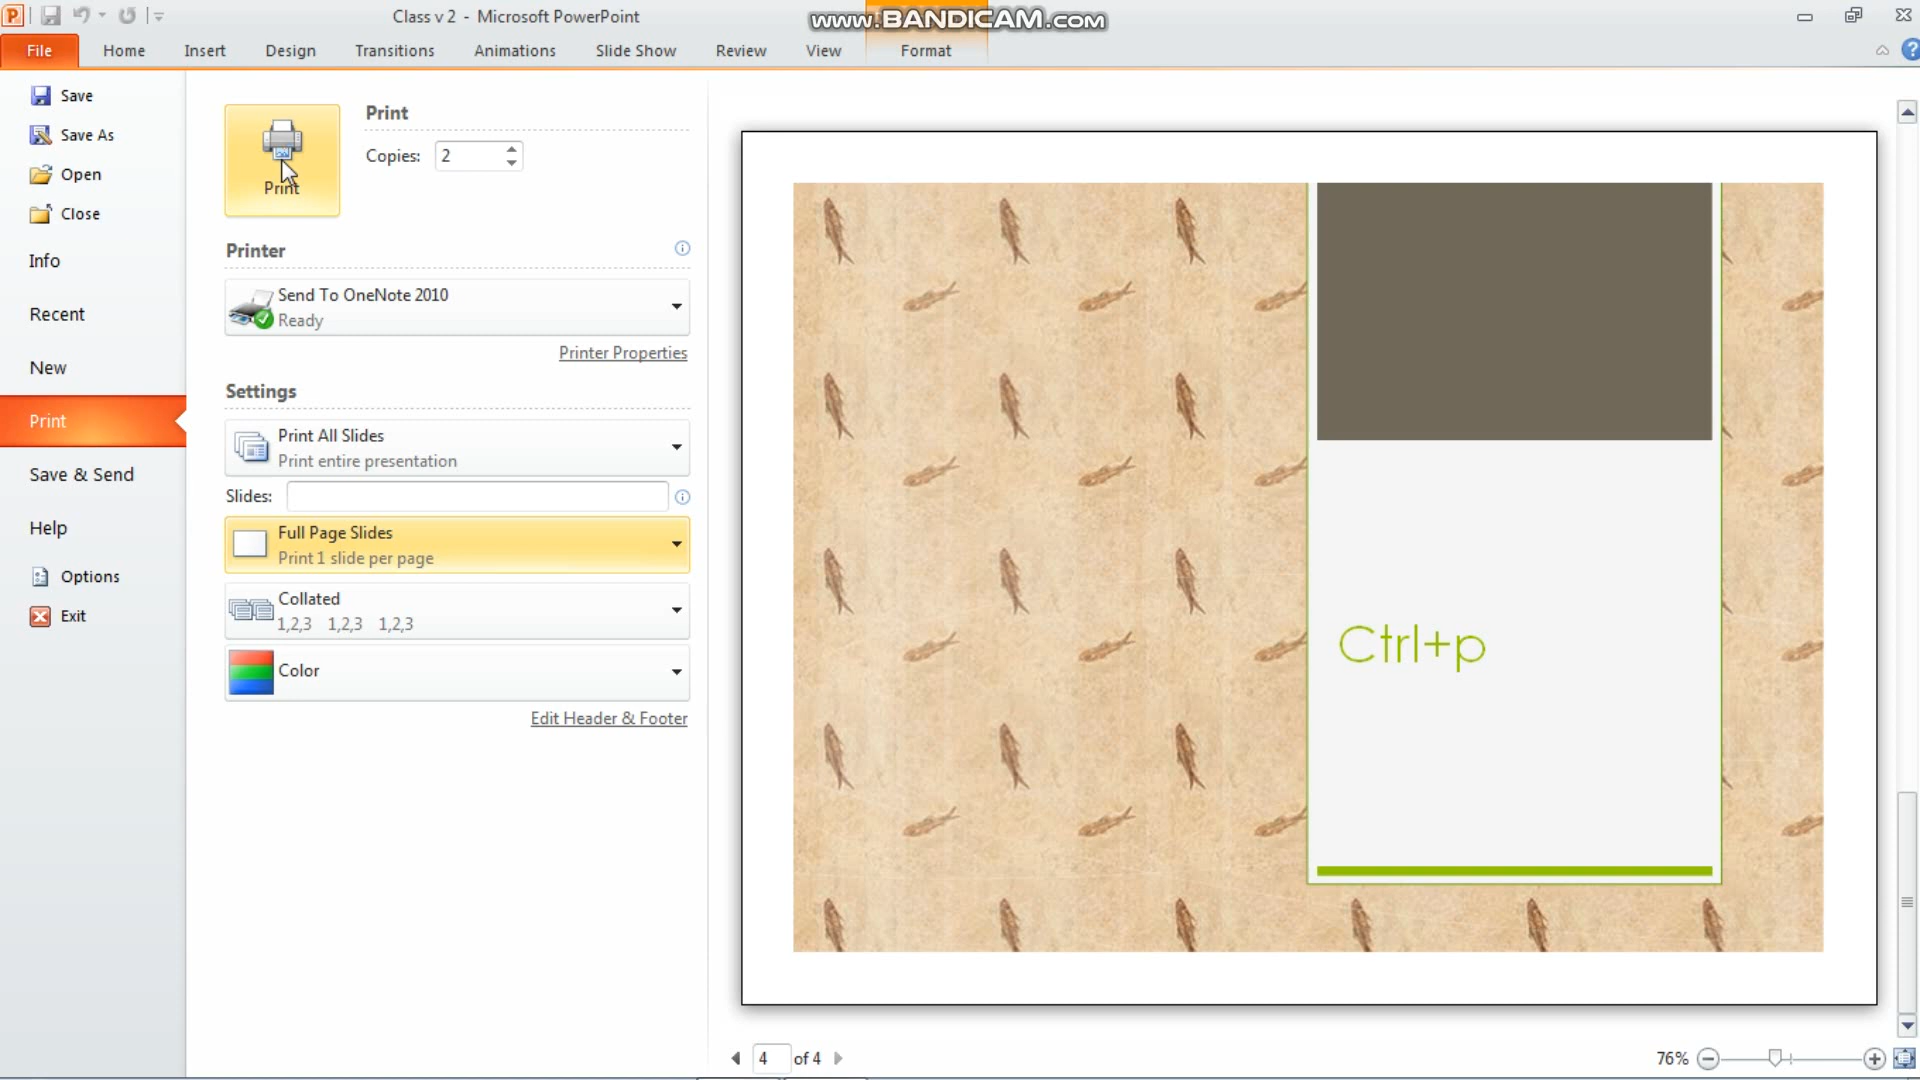 Class v 2 - Microsoft PowerPoint
www.BANDICAM.com
File Home Insert Design Transitions Animations Slide Show Review View Format
Save
Save As
Open
Close
Info
Recent
New
Print
Save & Send
Help
Options
Exit
Print
Print
Copies: 2
Printer
Send To OneNote 2010
Ready
Printer Properties
Settings
Print All Slides
Print entire presentation
Slides:
Full Page Slides
Print 1 slide per page
Collated
1,2,3 1,2,3 1,2,3
Color
Edit Header & Footer
Ctrl+p
4 of 4
76%